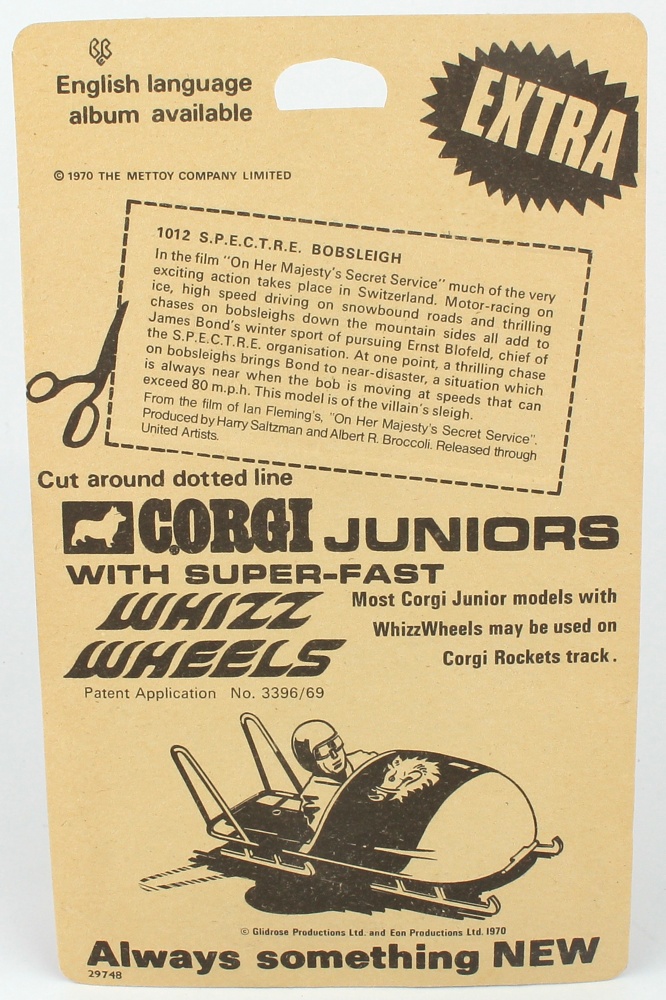 English language
album available
EXTRA
© 1970 THE METTOY COMPANY LIMITED
1012 S.P.E.C.T.R.E. BOBSLEIGH
In the film "On Her Majesty's Secret Service" much of the very
exciting action takes place in Switzerland. Motor-racing on
ice, high speed driving on snowbound roads and thrilling
chases on bobsleighs down the mountain sides all add to
James Bond's winter sport of pursuing Ernst Blofeld, chief of
the S.P.E.C.T.R.E. organisation. At one point, a thrilling chase
on bobsleighs brings Bond to near-disaster, a situation which
is always near when the bob is moving at speeds that can
exceed 80 m.p.h. This model is of the villain's sleigh.
From the film of Ian Fleming's, "On Her Majesty's Secret Service".
Produced by Harry Saltzman and Albert R. Broccoli. Released through
United Artists.
Cut around dotted line
CORGI JUNIORS
WITH SUPER-FAST
WHIZZ
WHEELS
Most Corgi Junior models with
WhizzWheels may be used on
Corgi Rockets track.
Patent Application No. 3396/69
© Glidrose Productions Ltd. and Eon Productions Ltd. 1970
Always something NEW
29748